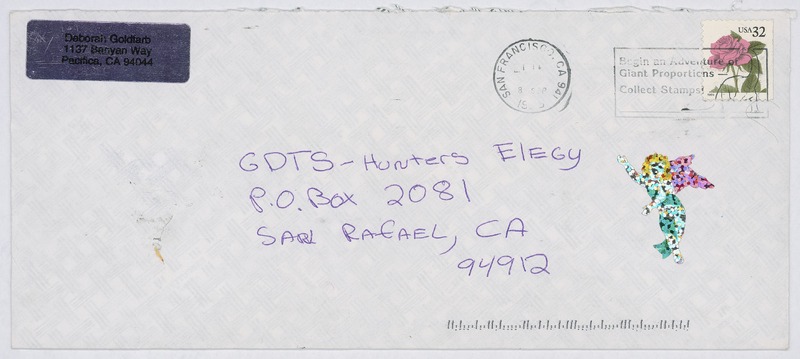 Deborah Goldfarb
1137 Banyan Way
Pacifica, CA 94044
SAN FRANCISCO, CA 941
USA 32
Begin an Adventure of
Giant Proportions—
Collect Stamps!
GDTS - Hunters Elegy
P.O. Box 2081
San Rafael, CA
94912